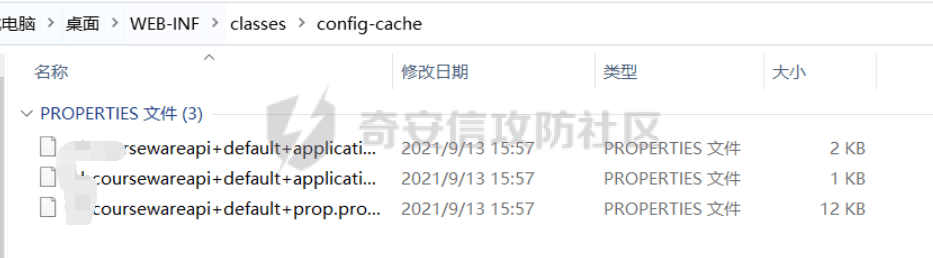 电脑 > 桌面 > WEB-INF > classes > config-cache
名称 修改日期 类型 大小
PROPERTIES 文件 (3)
奇安信攻防社区
oursewareapi+default+applicati... 2021/9/13 15:57 PROPERTIES 文件 2 KB
coursewareapi+default+applicati... 2021/9/13 15:57 PROPERTIES 文件 1 KB
coursewareapi+default+prop.pro... 2021/9/13 15:57 PROPERTIES 文件 12 KB